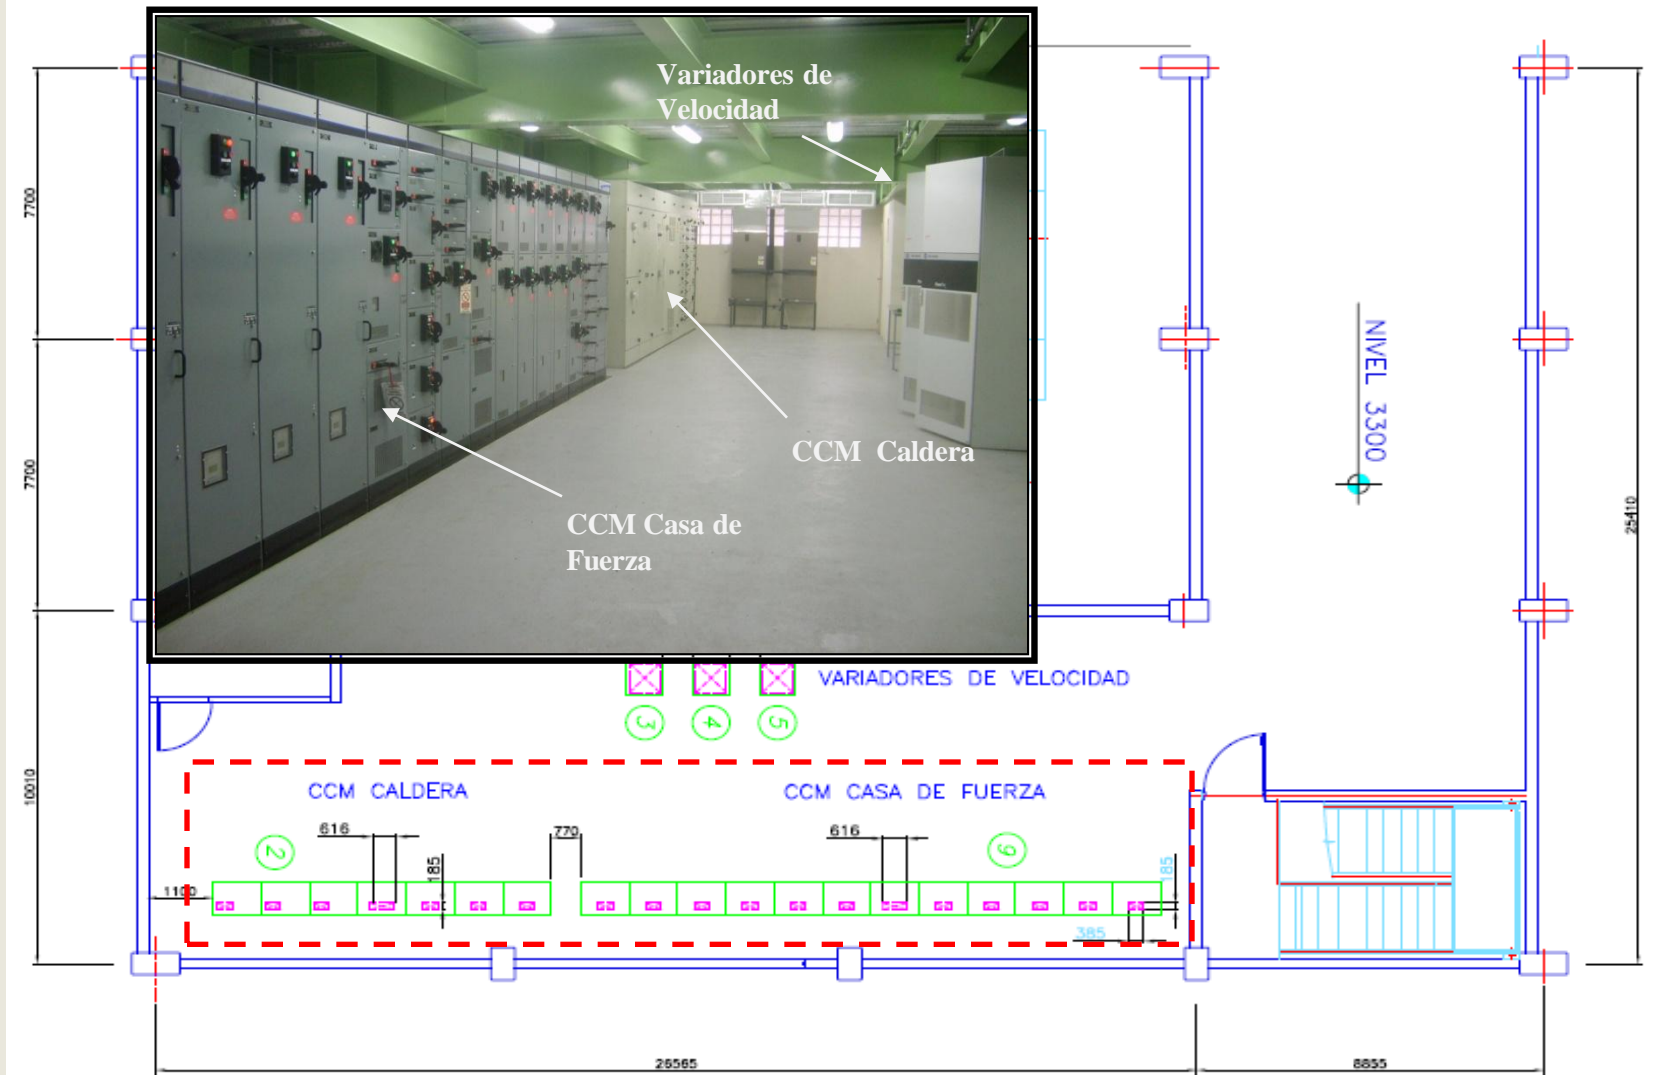 Variadores de
Velocidad
CCM Caldera
CCM Casa de
Fuerza
7700
7700
10010
NIVEL 3300
25410
VARIADORES DE VELOCIDAD
3
4
5
CCM CALDERA
CCM CASA DE FUERZA
616
770
616
2
9
185
185
1100
385
26565
8855